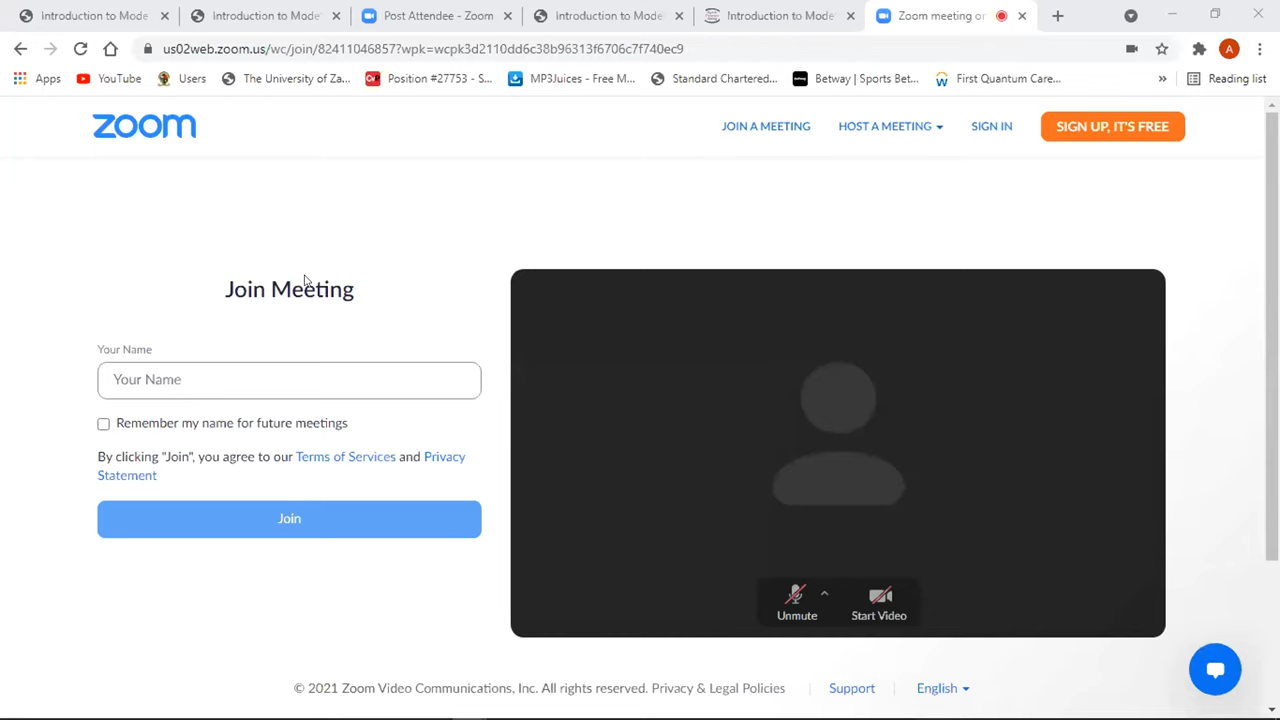 Introduction to Mode
Introduction to Mode
Post Attendee - Zoom
Introduction to Mode
Introduction to Mode
Zoom meeting on
us02web.zoom.us/wc/join/82411046857?wpk=wcpk3d2110dd6c38b96313f6706c7f740ec9
A
Apps
YouTube
Users
The University of Za...
Position #27753 - S...
MP3Juices - Free M...
Standard Chartered...
Betway | Sports Bet...
First Quantum Care...
»
Reading list
zoom
JOIN A MEETING
HOST A MEETING
SIGN IN
SIGN UP, IT'S FREE
Join Meeting
Your Name
Your Name
Remember my name for future meetings
By clicking "Join", you agree to our Terms of Services and Privacy
Statement
Join
Unmute
Start Video
© 2021 Zoom Video Communications, Inc. All rights reserved. Privacy & Legal Policies
Support
English